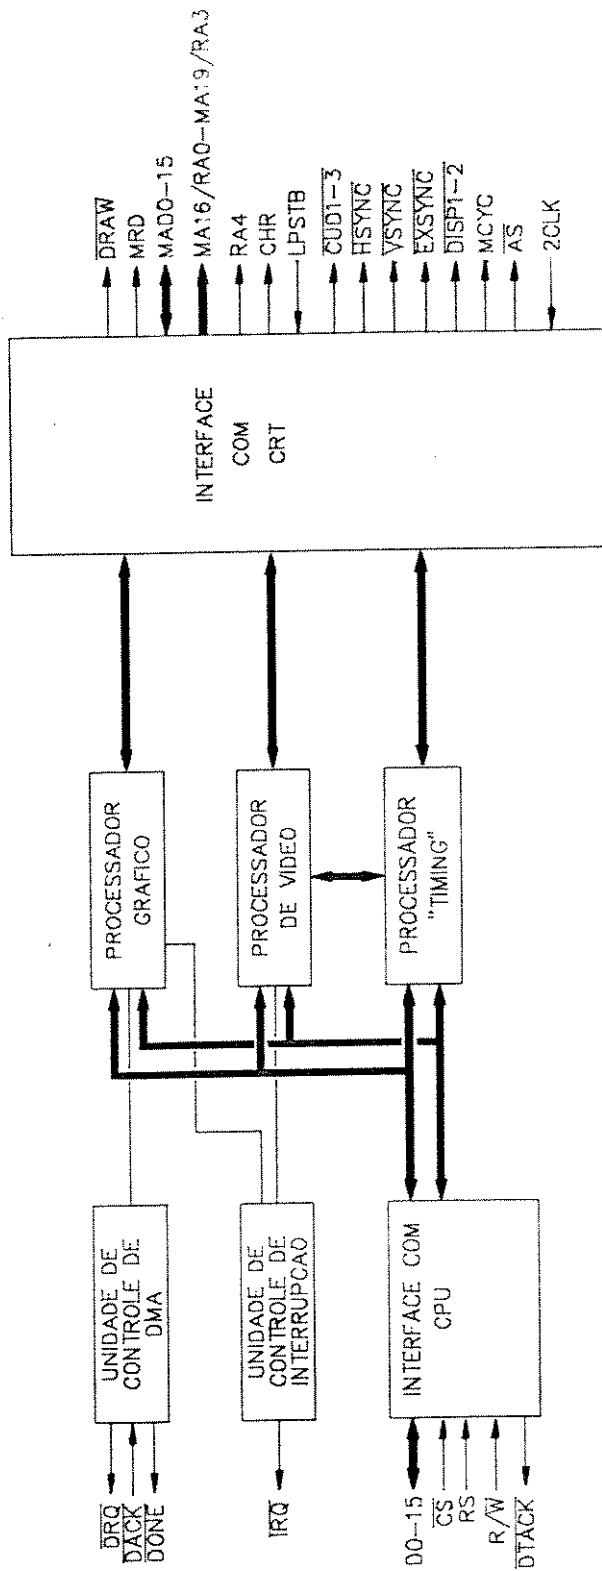 DRQ
DACK
DONE
UNIDADE DE
CONTROLE DE
DMA
IRQ
UNIDADE DE
CONTROLE DE
INTERRUPCAO
D0-15
CS
RS
R/W
DTACK
INTERFACE COM
CPU
PROCESSADOR
GRAFICO
PROCESSADOR
DE VIDEO
PROCESSADOR
"TIMING"
INTERFACE
COM
CRT
DRAW
MRD
MAD0-15
MA16/RA0-MA19/RA3
RA4
CHR
LPSTB
CUD1-3
HSYNC
VSYNC
EXSYNC
DISP1-2
MCYC
AS
2CLK